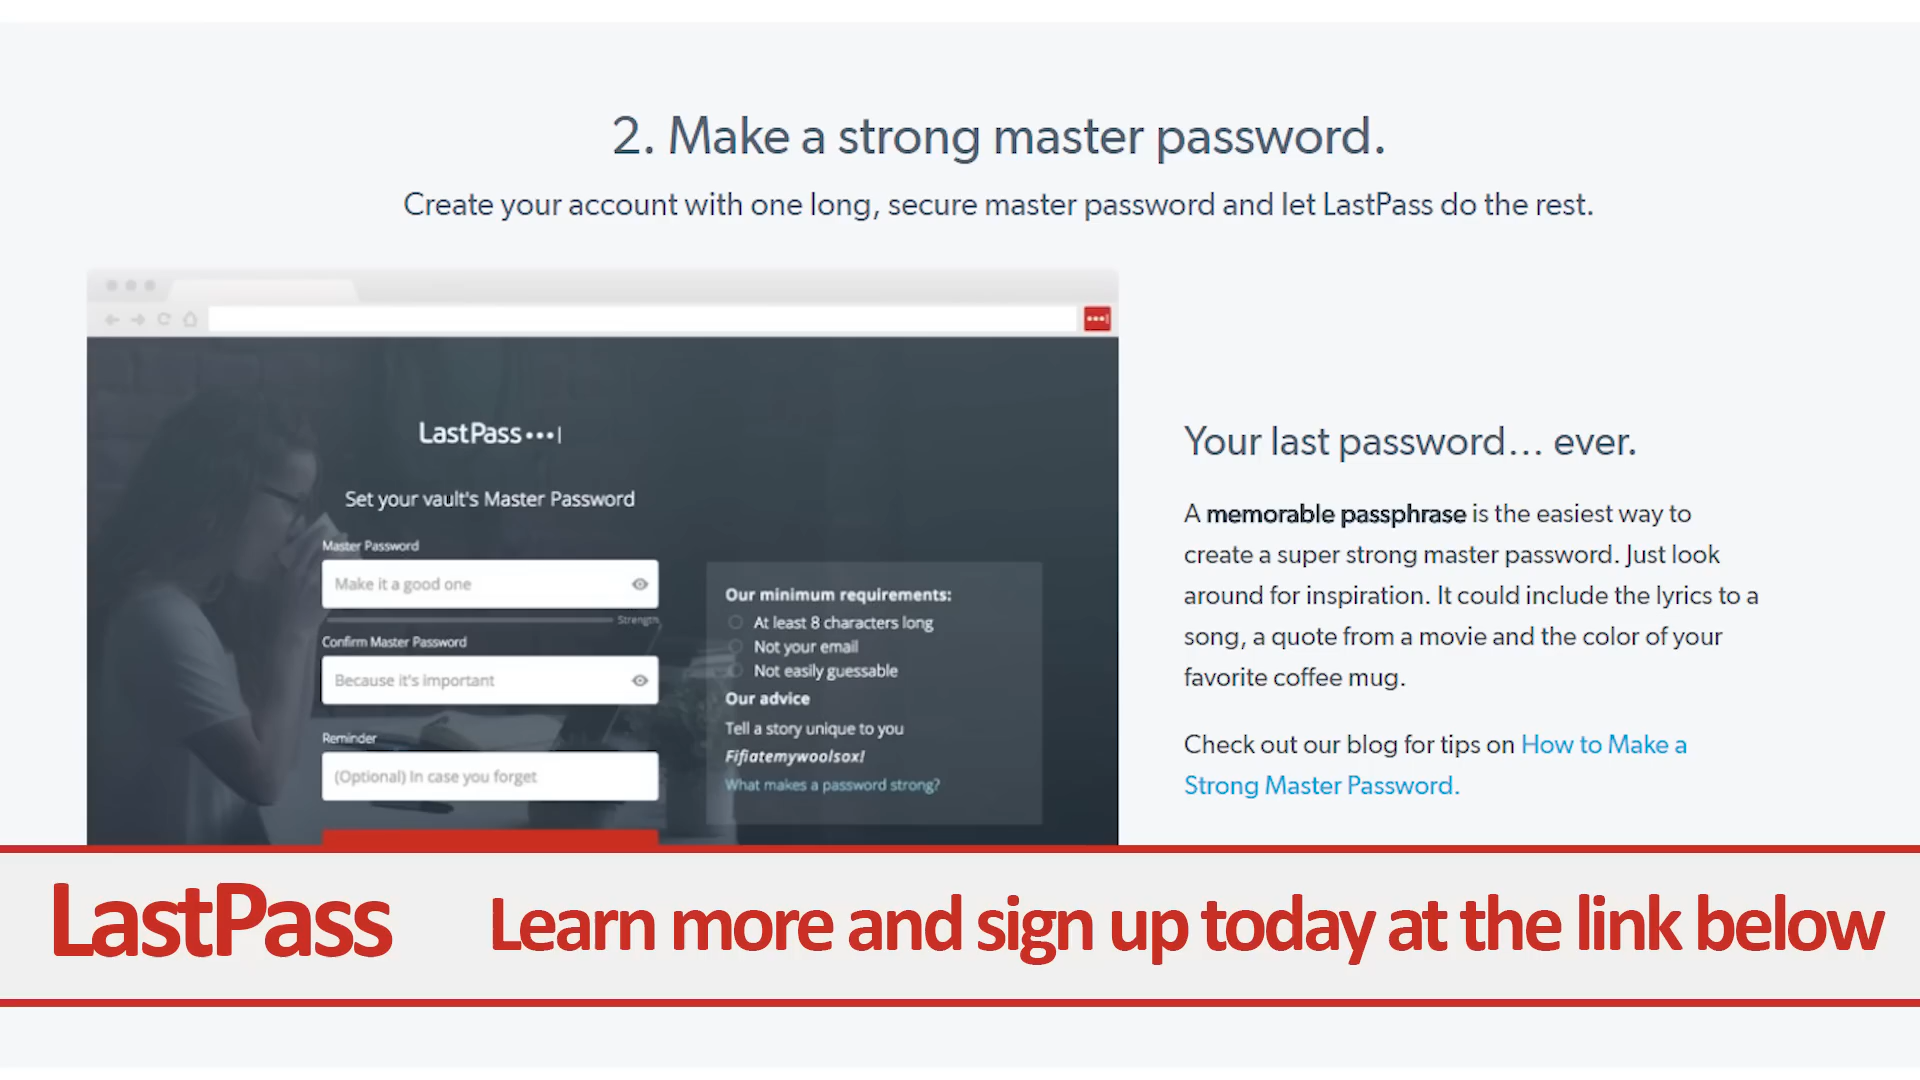 2. Make a strong master password.
Create your account with one long, secure master password and let LastPass do the rest.
LastPass•••|
Set your vault's Master Password
Master Password
Make it a good one
Strength
Confirm Master Password
Because it's important
Reminder
(Optional) In case you forget
Our minimum requirements:
At least 8 characters long
Not your email
Not easily guessable
Our advice
Tell a story unique to you
Fifiatemywoolsox!
What makes a password strong?
Your last password... ever.
A memorable passphrase is the easiest way to
create a super strong master password. Just look
around for inspiration. It could include the lyrics to a
song, a quote from a movie and the color of your
favorite coffee mug.
Check out our blog for tips on How to Make a
Strong Master Password.
LastPass
Learn more and sign up today at the link below